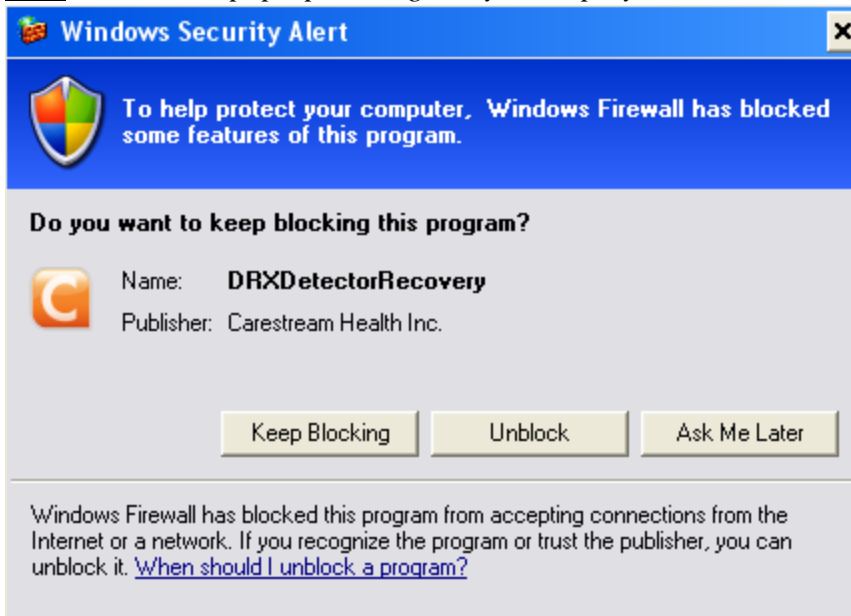 Windows Security Alert
To help protect your computer, Windows Firewall has blocked
some features of this program.
Do you want to keep blocking this program?
C
Name: DRXDetectorRecovery
Publisher: Carestream Health Inc.
Keep Blocking Unblock Ask Me Later
Windows Firewall has blocked this program from accepting connections from the
Internet or a network. If you recognize the program or trust the publisher, you can
unblock it. When should I unblock a program?